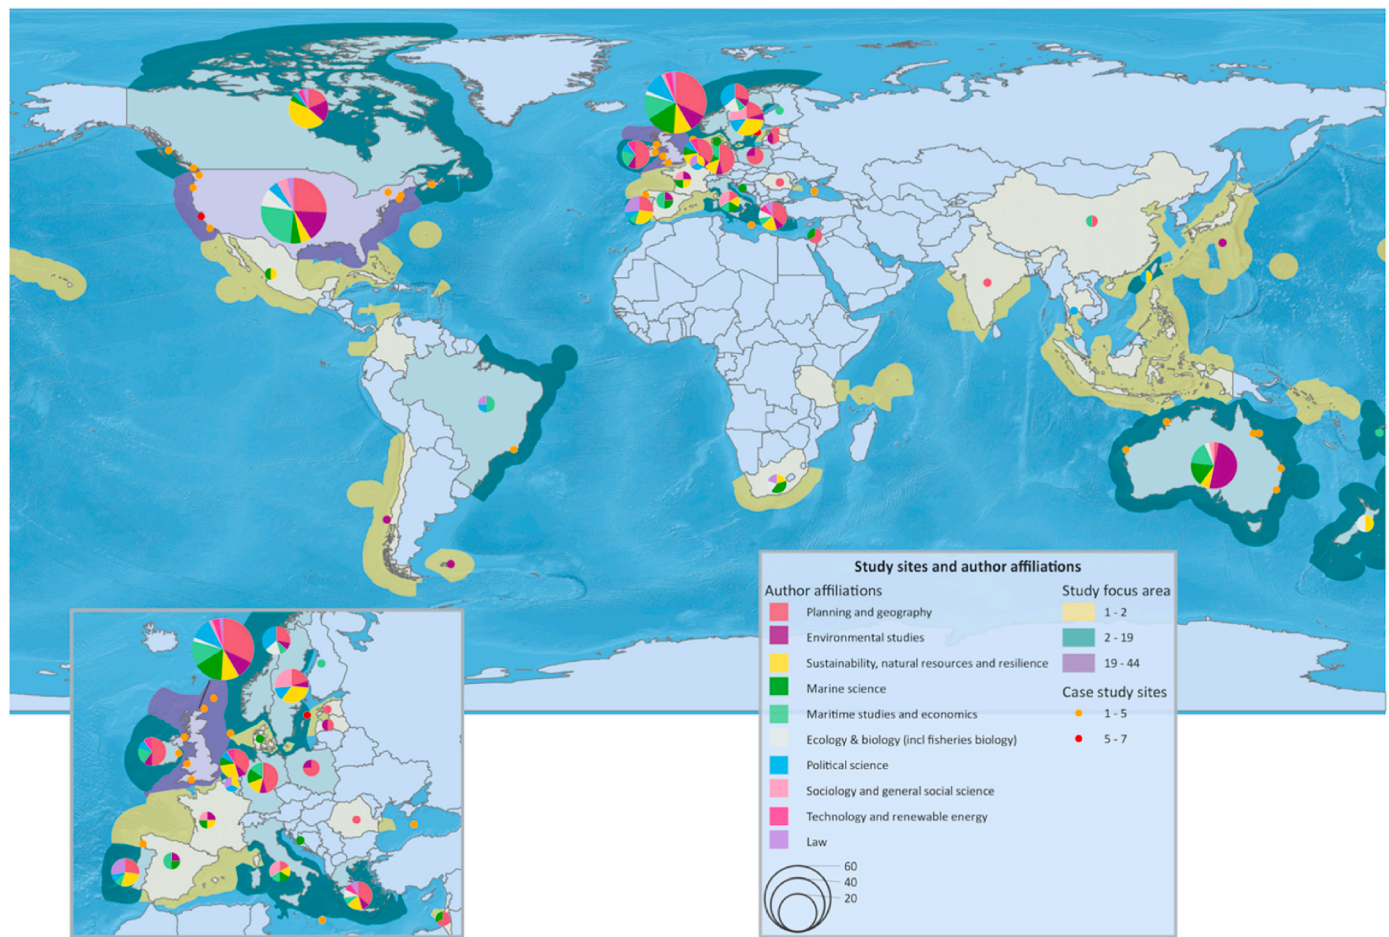 Study sites and author affiliations
Author affiliations
Planning and geography
Environmental studies
Sustainability, natural resources and resilience
Marine science
Maritime studies and economics
Ecology & biology (incl fisheries biology)
Political science
Sociology and general social science
Technology and renewable energy
Law
60
40
20
Study focus area
1 - 2
2 - 19
19 - 44
Case study sites
1 - 5
5 - 7